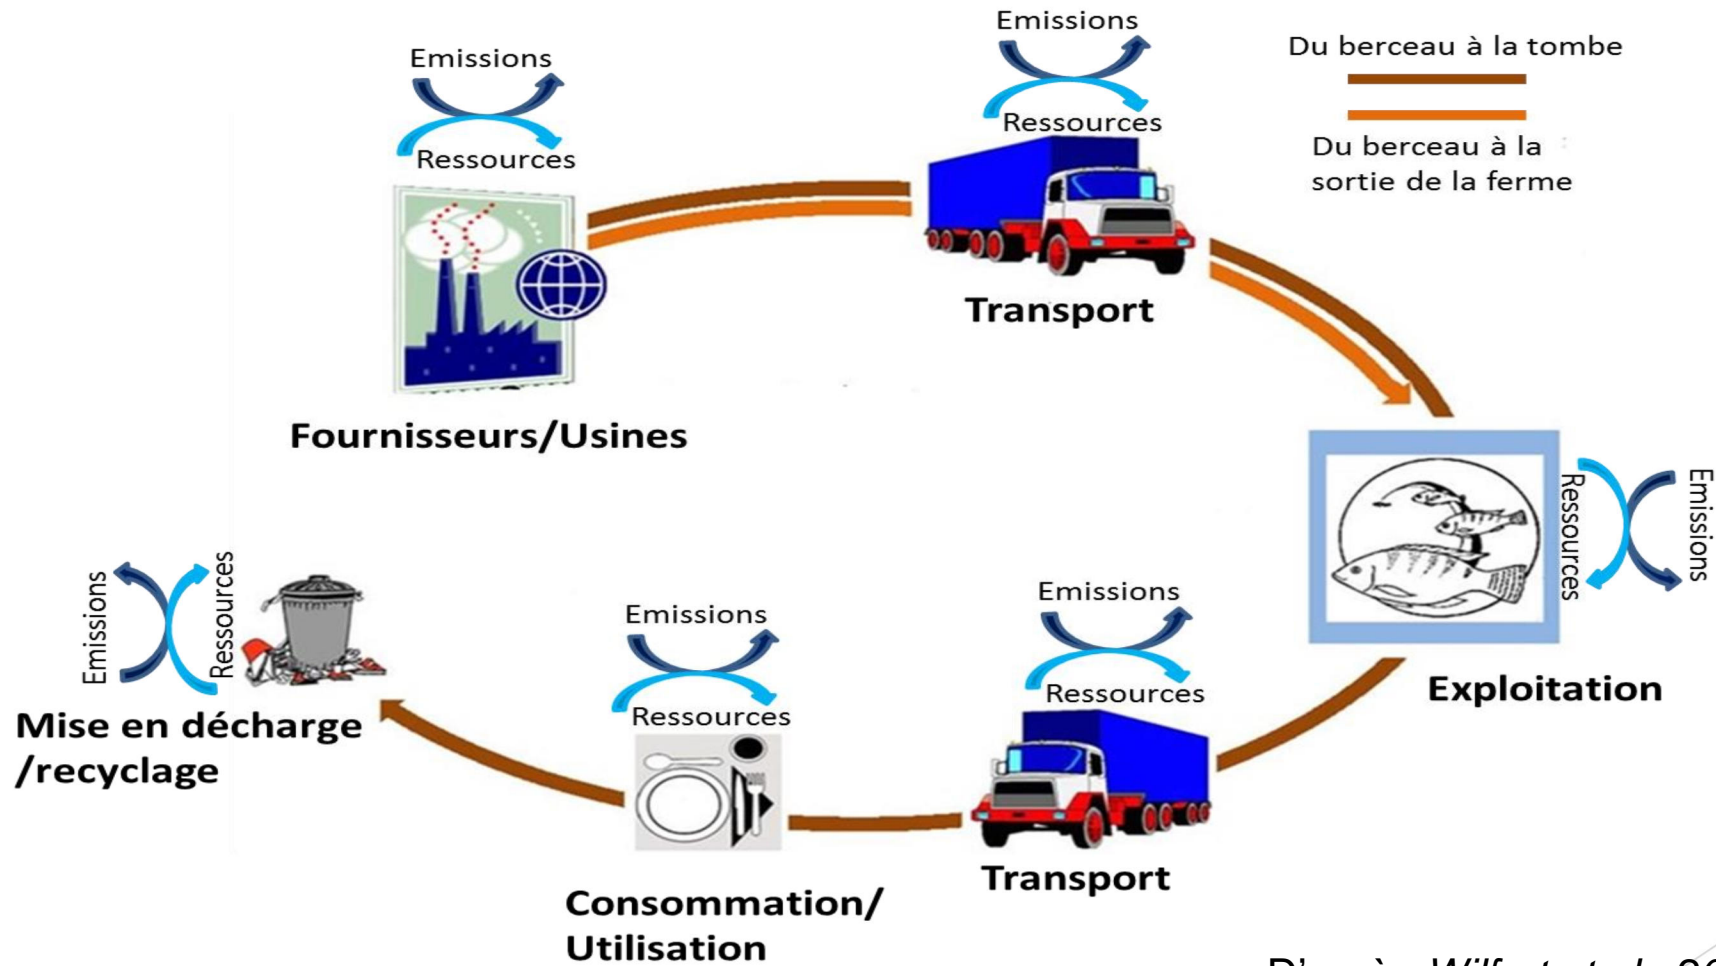 Emissions
Ressources
Fournisseurs/Usines
Emissions
Ressources
Transport
Du berceau à la tombe
Du berceau à la
sortie de la ferme
Ressources
Emissions
Exploitation
Emissions
Ressources
Transport
Emissions
Ressources
Consommation/
Utilisation
Emissions
Ressources
Mise en décharge
/recyclage